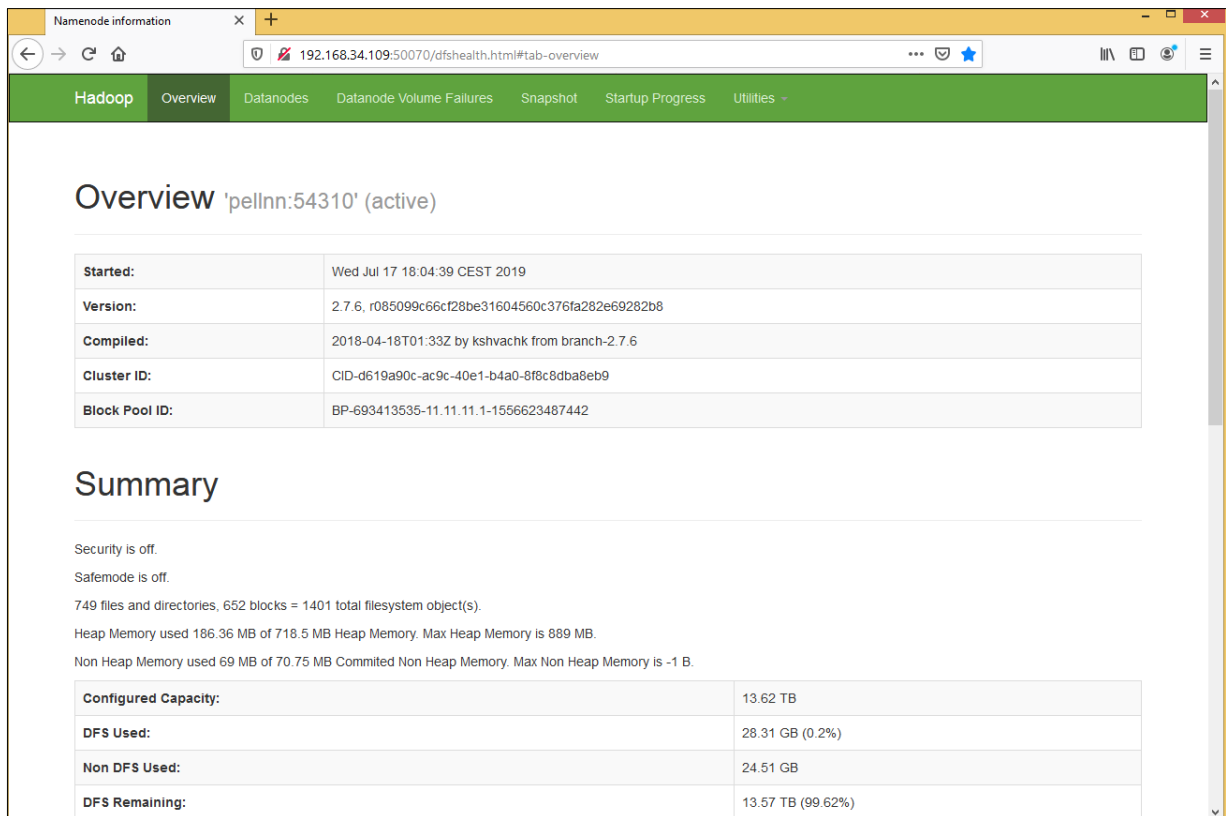 Namenode information
192.168.34.109:50070/dfshealth.html#tab-overview
Hadoop Overview Datanodes Datanode Volume Failures Snapshot Startup Progress Utilities
Overview 'pellnn:54310' (active)
Started: Wed Jul 17 18:04:39 CEST 2019
Version: 2.7.6, r085099c66cf28be31604560c376fa282e69282b8
Compiled: 2018-04-18T01:33Z by kshvachk from branch-2.7.6
Cluster ID: CID-d619a90c-ac9c-40e1-b4a0-8f8c8dba8eb9
Block Pool ID: BP-693413535-11.11.11.1-1556623487442
Summary
Security is off.
Safemode is off.
749 files and directories, 652 blocks = 1401 total filesystem object(s).
Heap Memory used 186.36 MB of 718.5 MB Heap Memory. Max Heap Memory is 889 MB.
Non Heap Memory used 69 MB of 70.75 MB Commited Non Heap Memory. Max Non Heap Memory is -1 B.
Configured Capacity: 13.62 TB
DFS Used: 28.31 GB (0.2%)
Non DFS Used: 24.51 GB
DFS Remaining: 13.57 TB (99.62%)